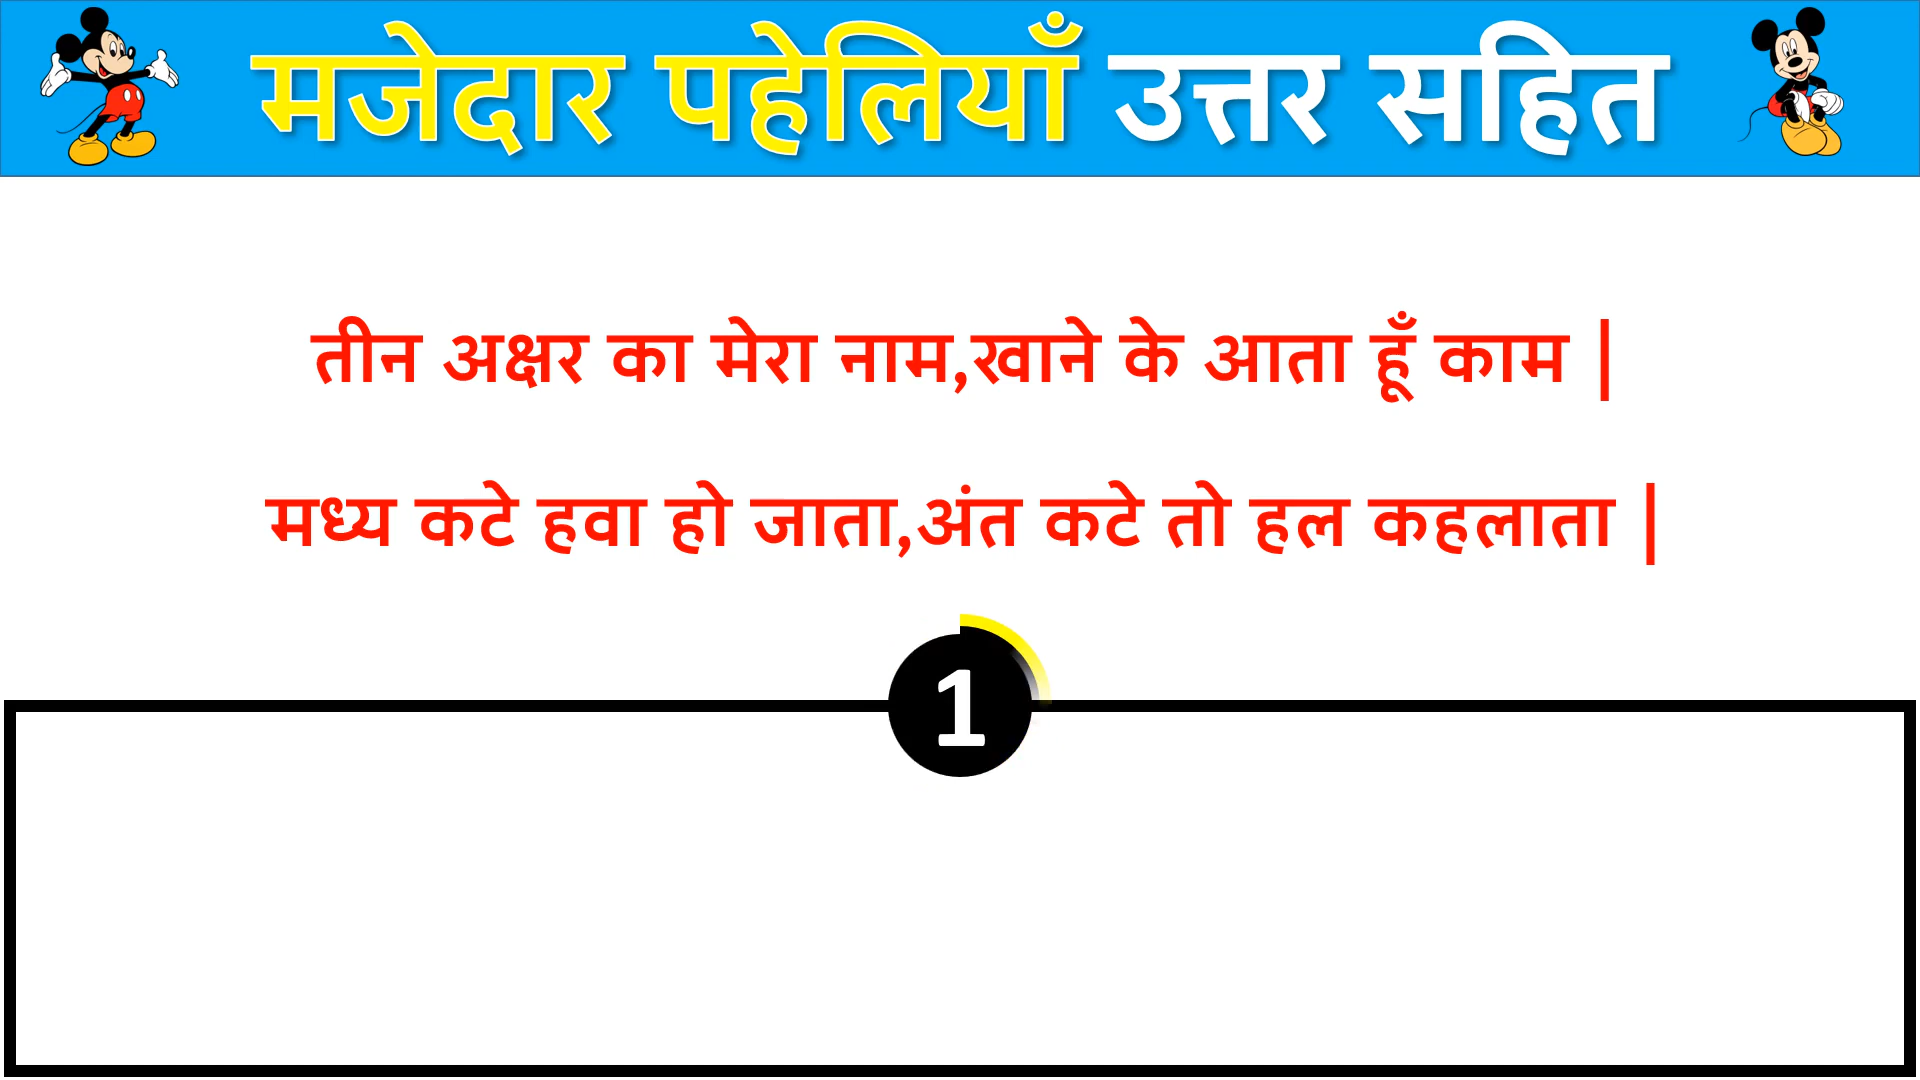 मजेदार पहेलियाँ उत्तर सहित
तीन अक्षर का मेरा नाम,खाने के आता हूँ काम |
मध्य कटे हवा हो जाता,अंत कटे तो हल कहलाता |
1